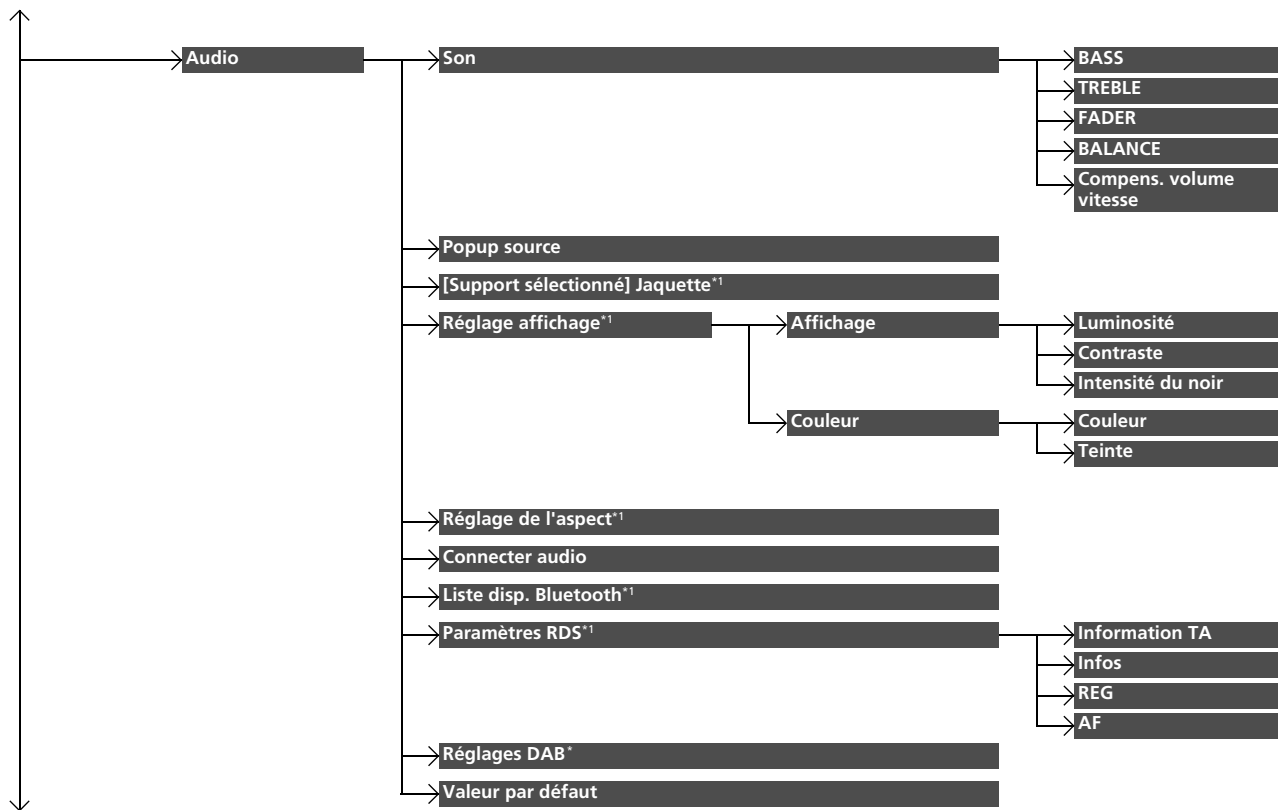 Audio
Son
BASS
TREBLE
FADER
BALANCE
Compens. volume
vitesse
Popup source
[Support sélectionné] Jaquette*1
Réglage affichage*1
Affichage
Luminosité
Contraste
Intensité du noir
Couleur
Couleur
Teinte
Réglage de l'aspect*1
Connecter audio
Liste disp. Bluetooth*1
Paramètres RDS*1
Information TA
Infos
REG
AF
Réglages DAB*
Valeur par défaut